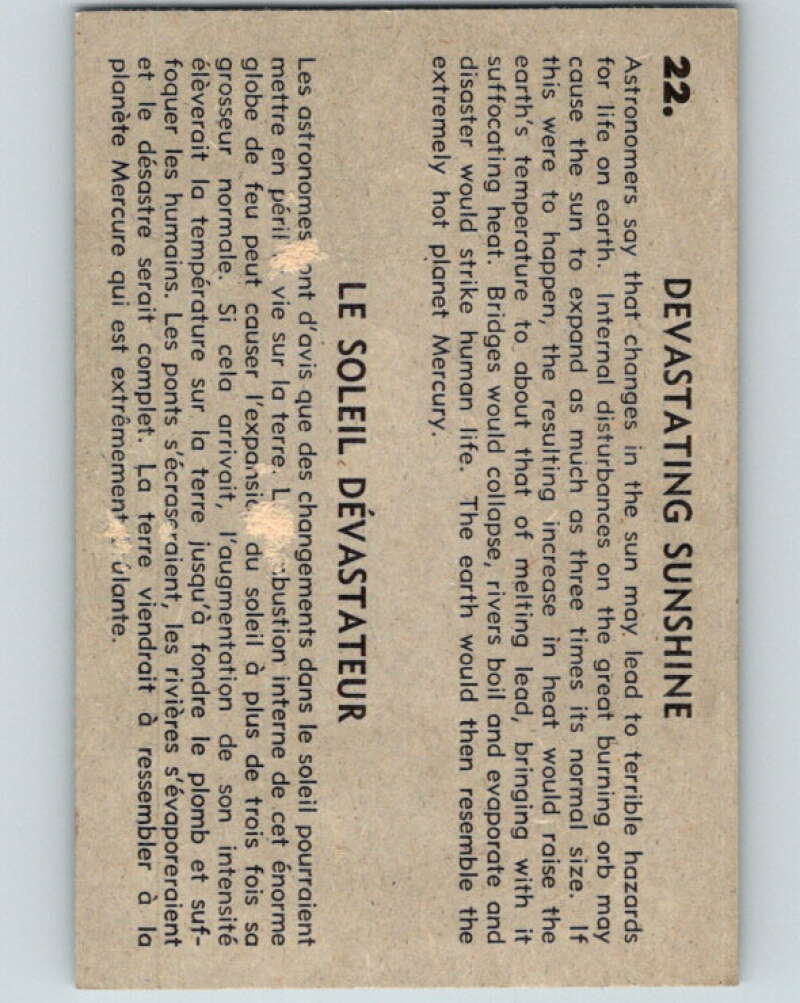 22.
DEVASTATING SUNSHINE
Astronomers say that changes in the sun may lead to terrible hazards
for life on earth. Internal disturbances on the great burning orb may
cause the sun to expand as much as three times its normal size. If
this were to happen, the resulting increase in heat would raise the
earth's temperature to about that of melting lead, bringing with it
suffocating heat. Bridges would collapse, rivers boil and evaporate and
disaster would strike human life. The earth would then resemble the
extremely hot planet Mercury.
LE SOLEIL DÉVASTATEUR
Les astronomes d'avis que des changements dans le soleil pourraient
mettre en péril vie sur la terre. interne de cet énorme
globe de feu peut causer du soleil à plus de trois fois sa
grosseur normale. Si cela arrivait, l'augmentation de son intensité
élèverait la température sur la terre jusqu'à fondre le plomb et suf-
foquer les humains. Les ponts s'écraseraient, les rivières s'évaporeraient
et le désastre serait complet. La terre viendrait à ressembler à la
planète Mercure qui est extrêmement